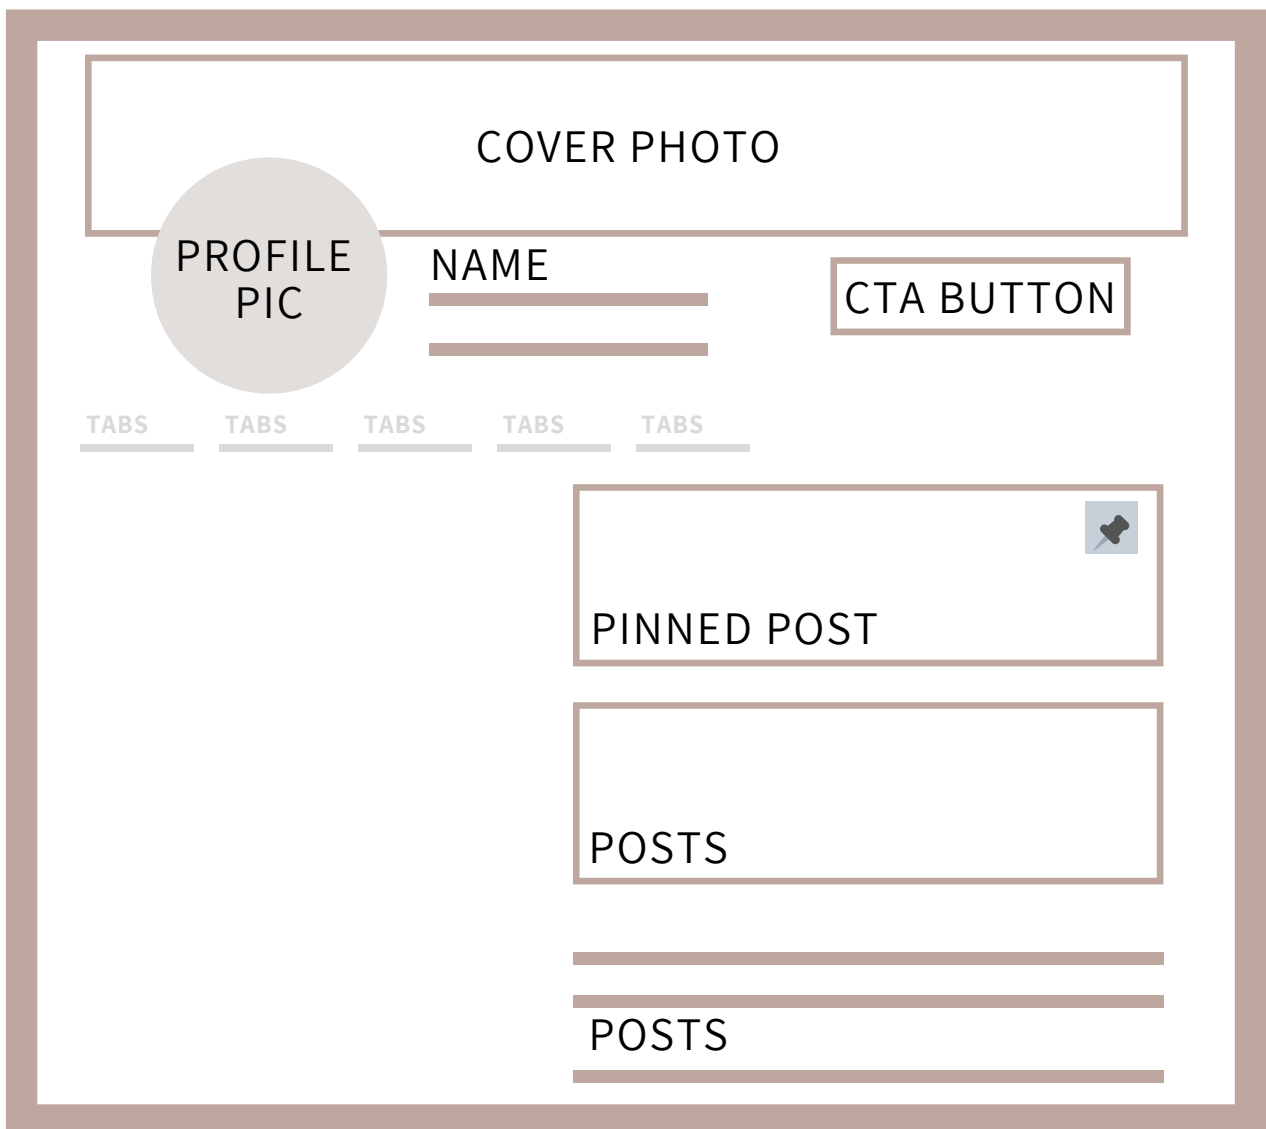 COVER PHOTO
PROFILE
PIC
NAME
CTA BUTTON
TABS TABS TABS TABS TABS
PINNED POST
POSTS
POSTS